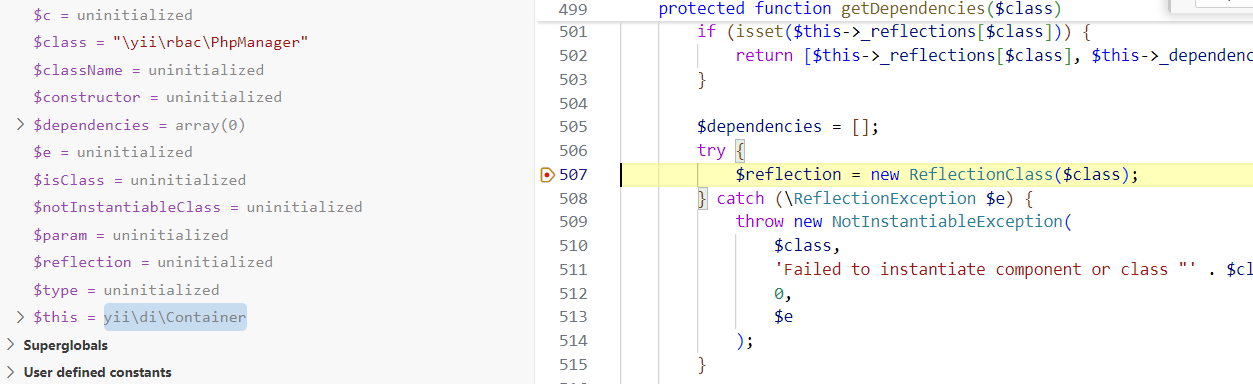 $c = uninitialized
$class = "\yii\rbac\PhpManager"
$className = uninitialized
$constructor = uninitialized
$dependencies = array(0)
$e = uninitialized
$isClass = uninitialized
$notInstantiableClass = uninitialized
$param = uninitialized
$reflection = uninitialized
$type = uninitialized
$this = yii\di\Container
Superglobals
User defined constants
499 protected function getDependencies($class)
501 if (isset($this->_reflections[$class])) {
502 return [$this->_reflections[$class], $this->_dependenc
503 }
504
505 $dependencies = [];
506 try {
507 $reflection = new ReflectionClass($class);
508 } catch (\ReflectionException $e) {
509 throw new NotInstantiableException(
510 $class,
511 'Failed to instantiate component or class "' . $cl
512 0,
513 $e
514 );
515 }